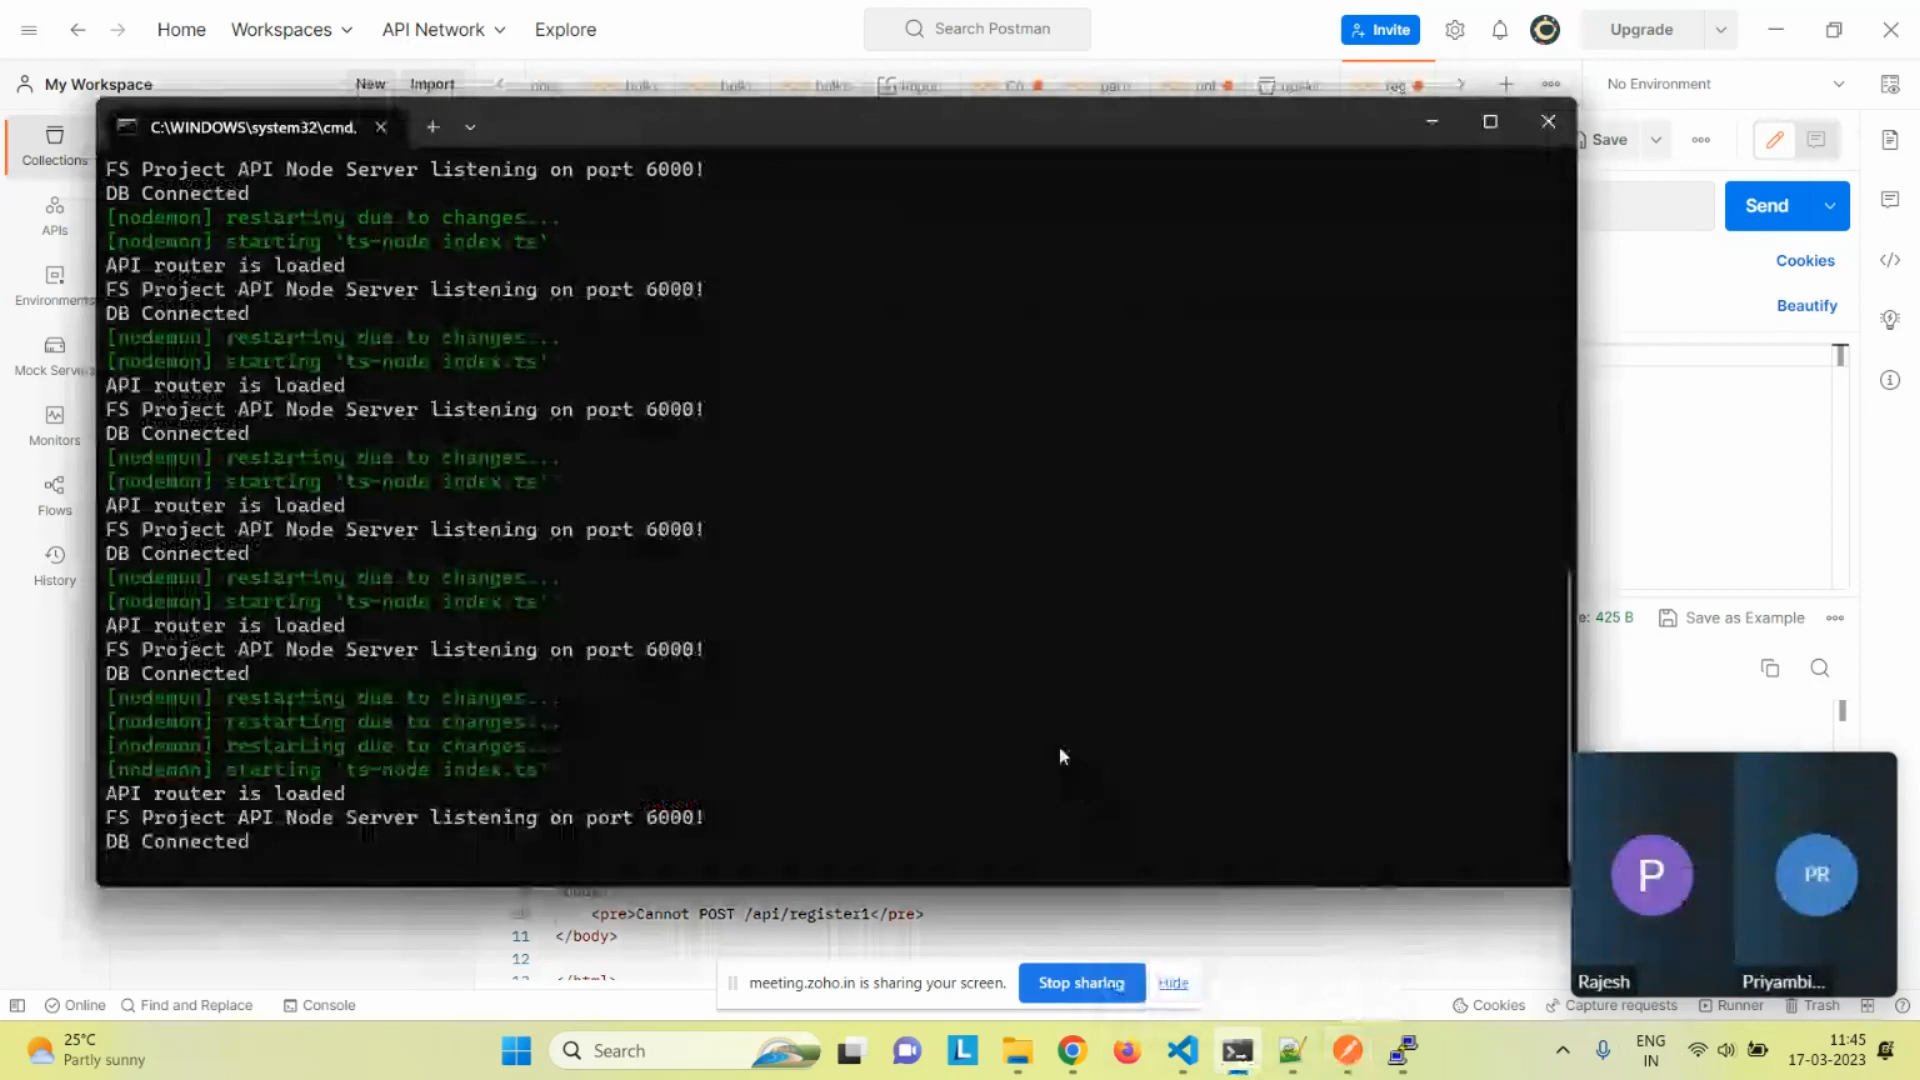 Home Workspaces API Network Explore Search Postman Invite Upgrade
My Workspace New Import No Environment
C:\WINDOWS\system32\cmd.
Save
Collections
Send
APIs
Cookies
Environments
Beautify
Mock Serve
Monitors
Flows
History
FS Project API Node Server listening on port 6000!
DB Connected
[nodemon] restarting due to changes...
[nodemon] starting `ts-node index.ts`
API router is loaded
FS Project API Node Server listening on port 6000!
DB Connected
[nodemon] restarting due to changes...
[nodemon] starting `ts-node index.ts`
API router is loaded
FS Project API Node Server listening on port 6000!
DB Connected
[nodemon] restarting due to changes...
[nodemon] starting `ts-node index.ts`
API router is loaded
FS Project API Node Server listening on port 6000!
DB Connected
[nodemon] restarting due to changes...
[nodemon] starting `ts-node index.ts`
API router is loaded
FS Project API Node Server listening on port 6000!
DB Connected
[nodemon] restarting due to changes...
[nodemon] restarting due to changes...
[nodemon] restarting due to changes...
[nodemon] starting `ts-node index.ts`
API router is loaded
FS Project API Node Server listening on port 6000!
DB Connected
425 B Save as Example
<pre>Cannot POST /api/register1</pre>
11 </body>
12
P PR
Rajesh Priyambi...
meeting.zoho.in is sharing your screen. Stop sharing Hide
Online Find and Replace Console Cookies Capture requests Runner Trash
25°C
Partly sunny
Search
ENG
IN
11:45
17-03-2023